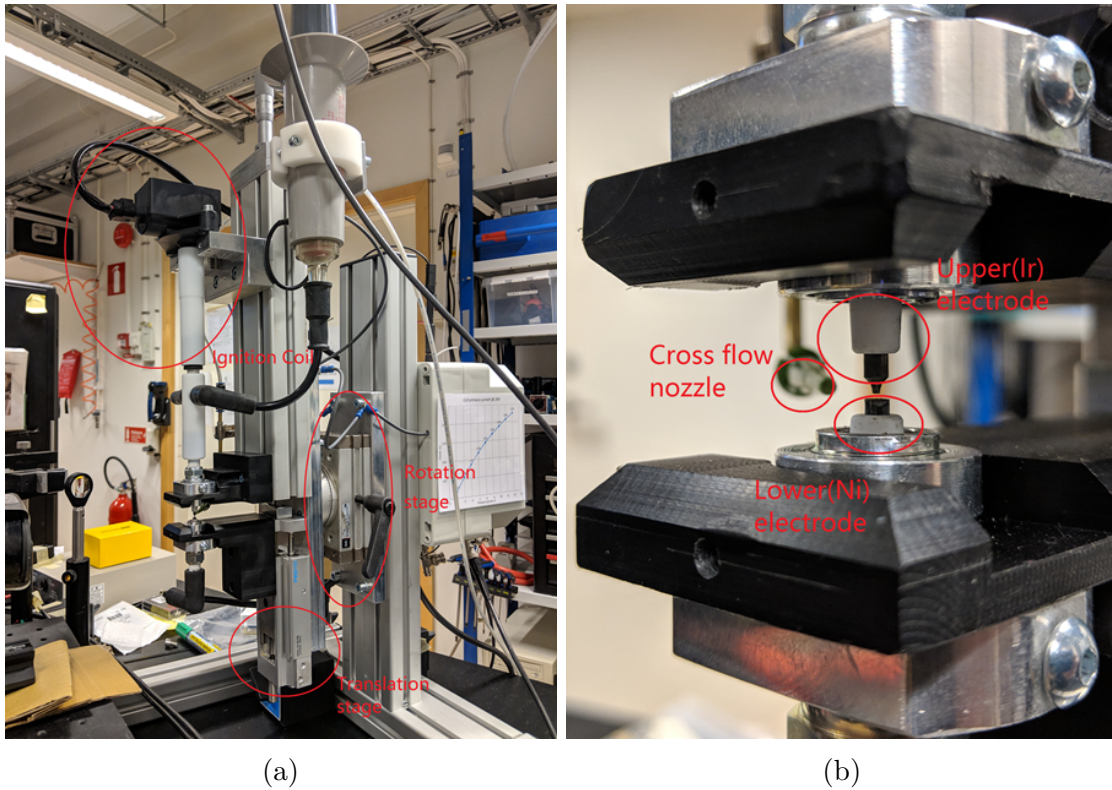 Ignition Coil
Rotation
stage
Translation
stage
Upper(Ir)
electrode
Cross flow
nozzle
Lower(Ni)
electrode
(a)
(b)